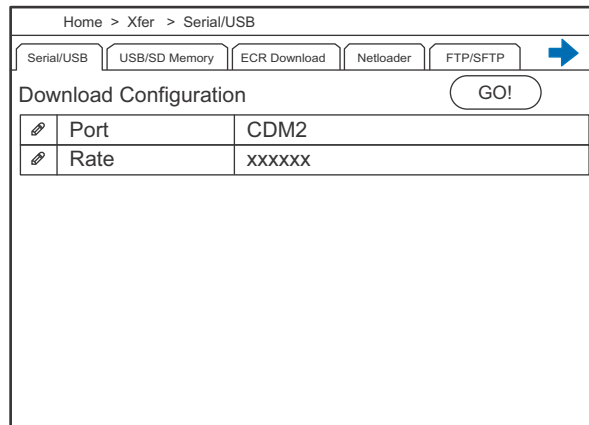 Home > Xfer > Serial/USB
Serial/USB USB/SD Memory ECR Download Netloader FTP/SFTP
Download Configuration GO!
Port CDM2
Rate xxxxxx